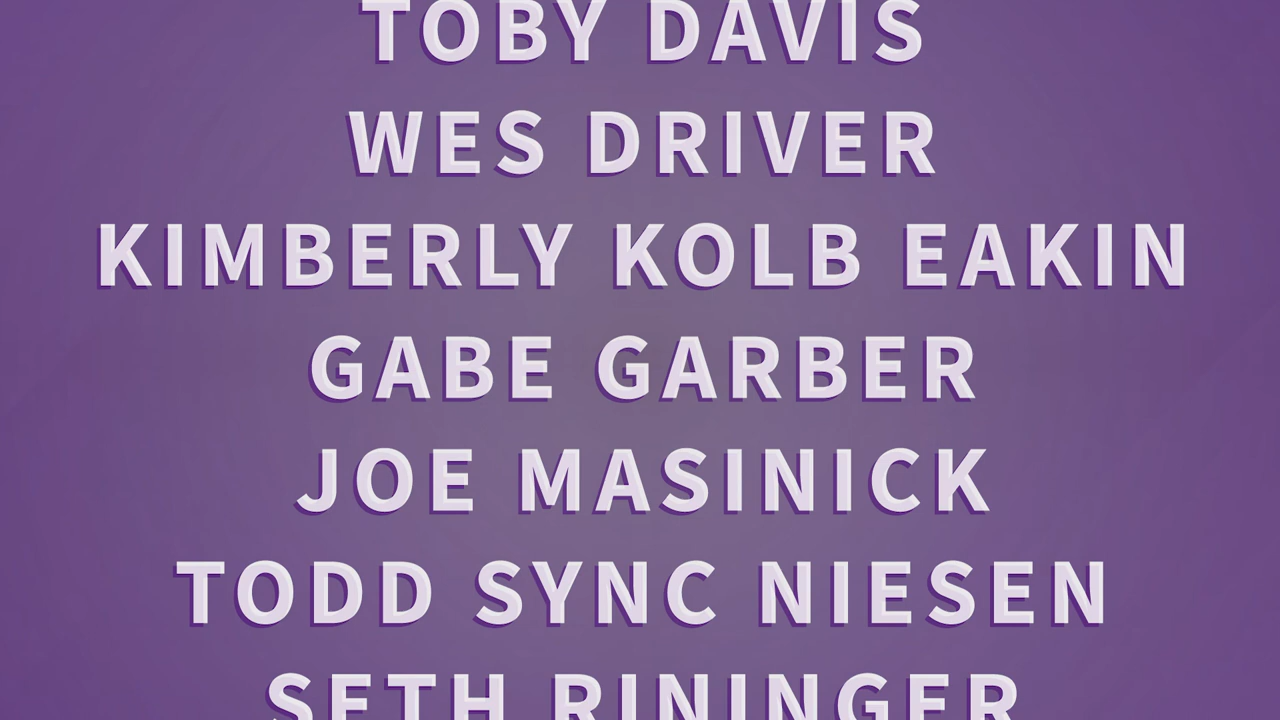 TOBY DAVIS
WES DRIVER
KIMBERLY KOLB EAKIN
GABE GARBER
JOE MASINICK
TODD SYNC NIESEN
SETH RININGER